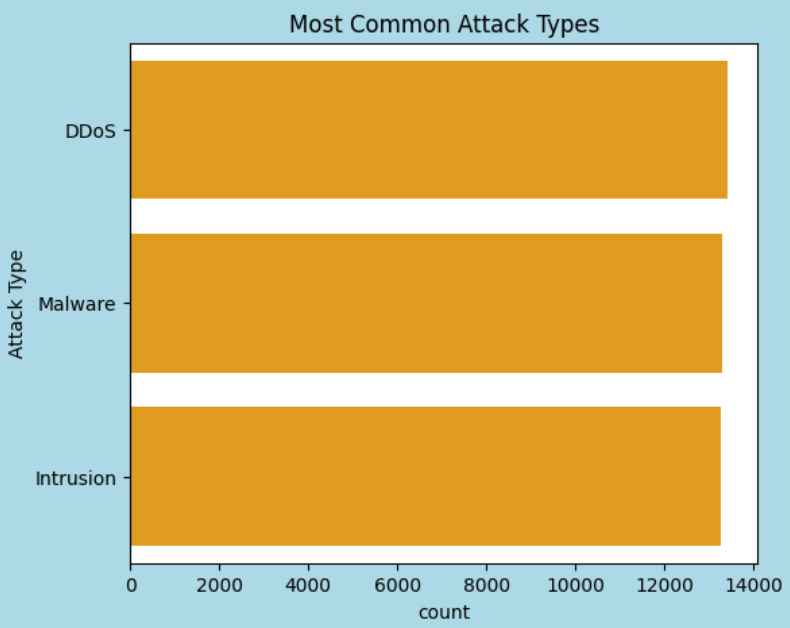 Most Common Attack Types
DDoS
Malware
Intrusion
Attack Type
0 2000 4000 6000 8000 10000 12000 14000
count